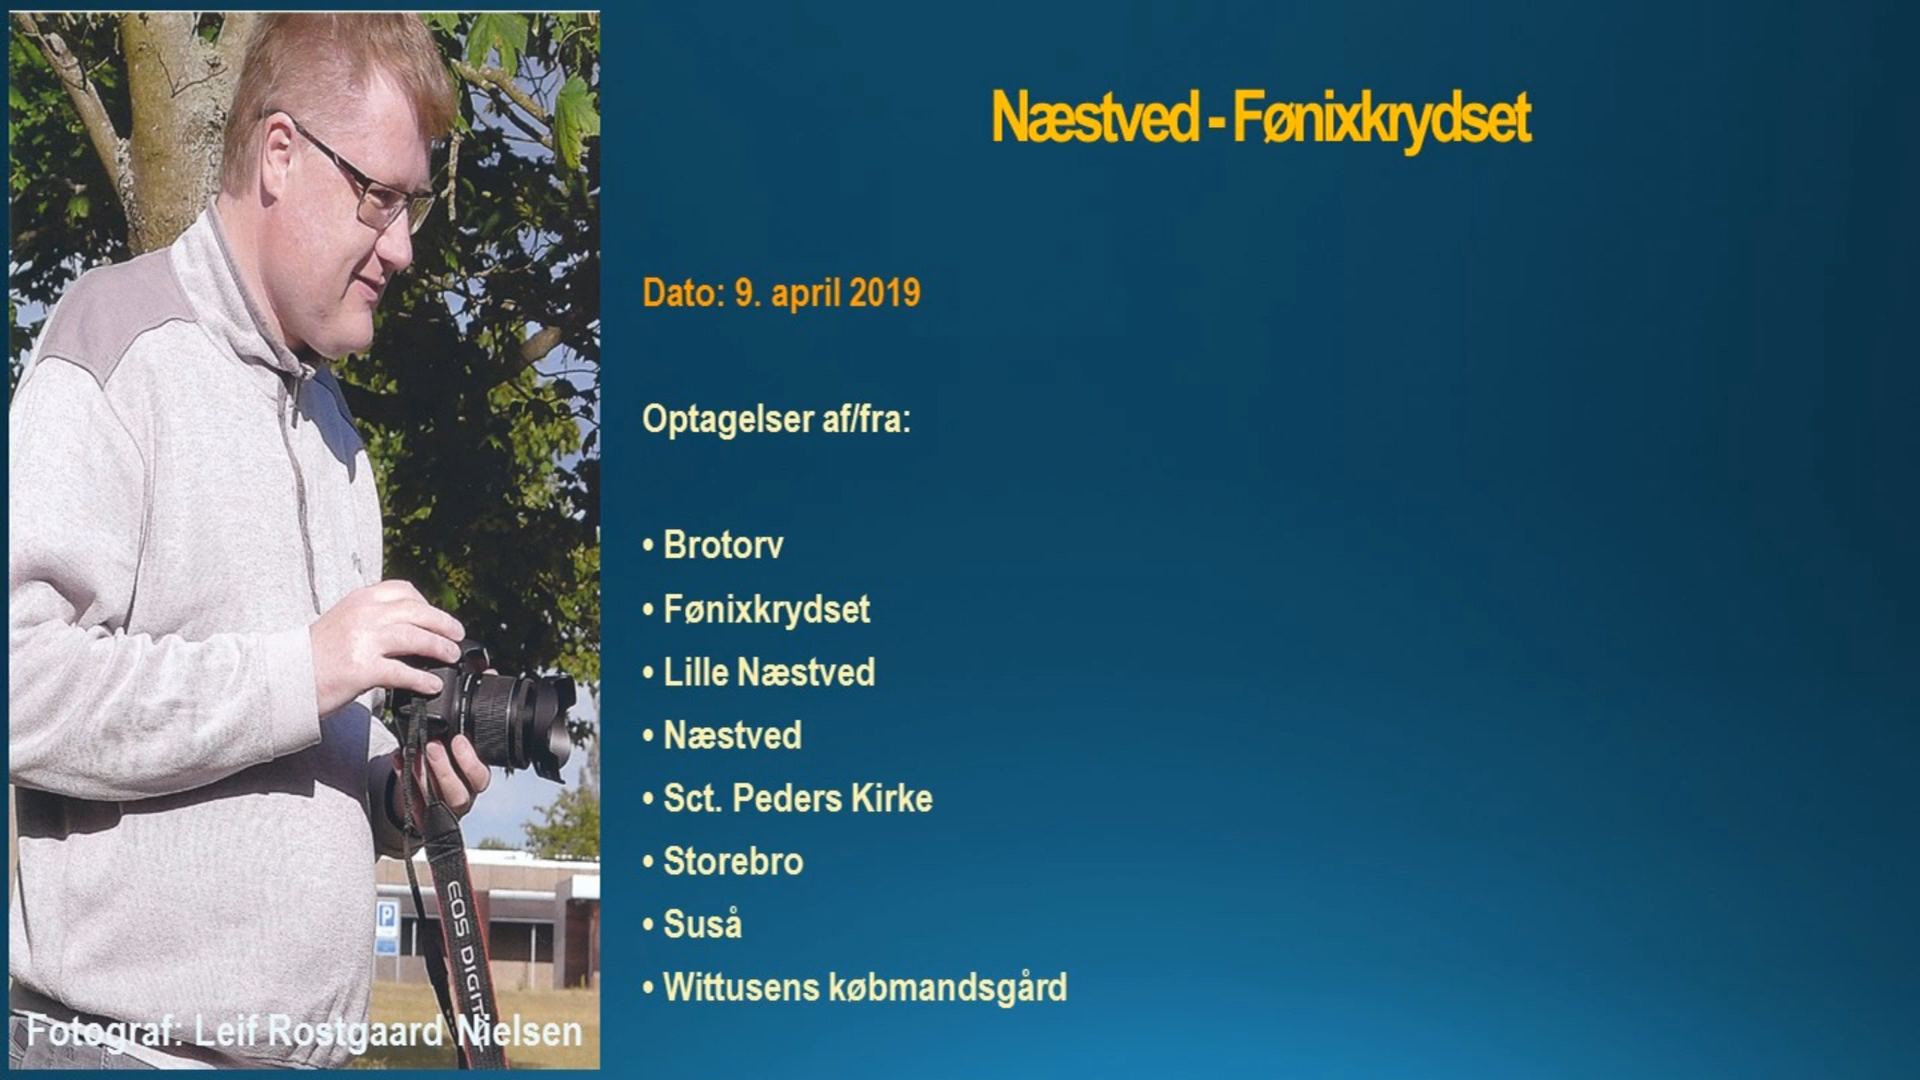 Næstved - Fønixkrydset
Dato: 9. april 2019
Optagelser af/fra:
• Brotorv
• Fønixkrydset
• Lille Næstved
• Næstved
• Sct. Peders Kirke
• Storebro
• Suså
• Wittusens købmandsgård
P
EOS DIGITAL
Fotograf: Leif Rostgaard Nielsen